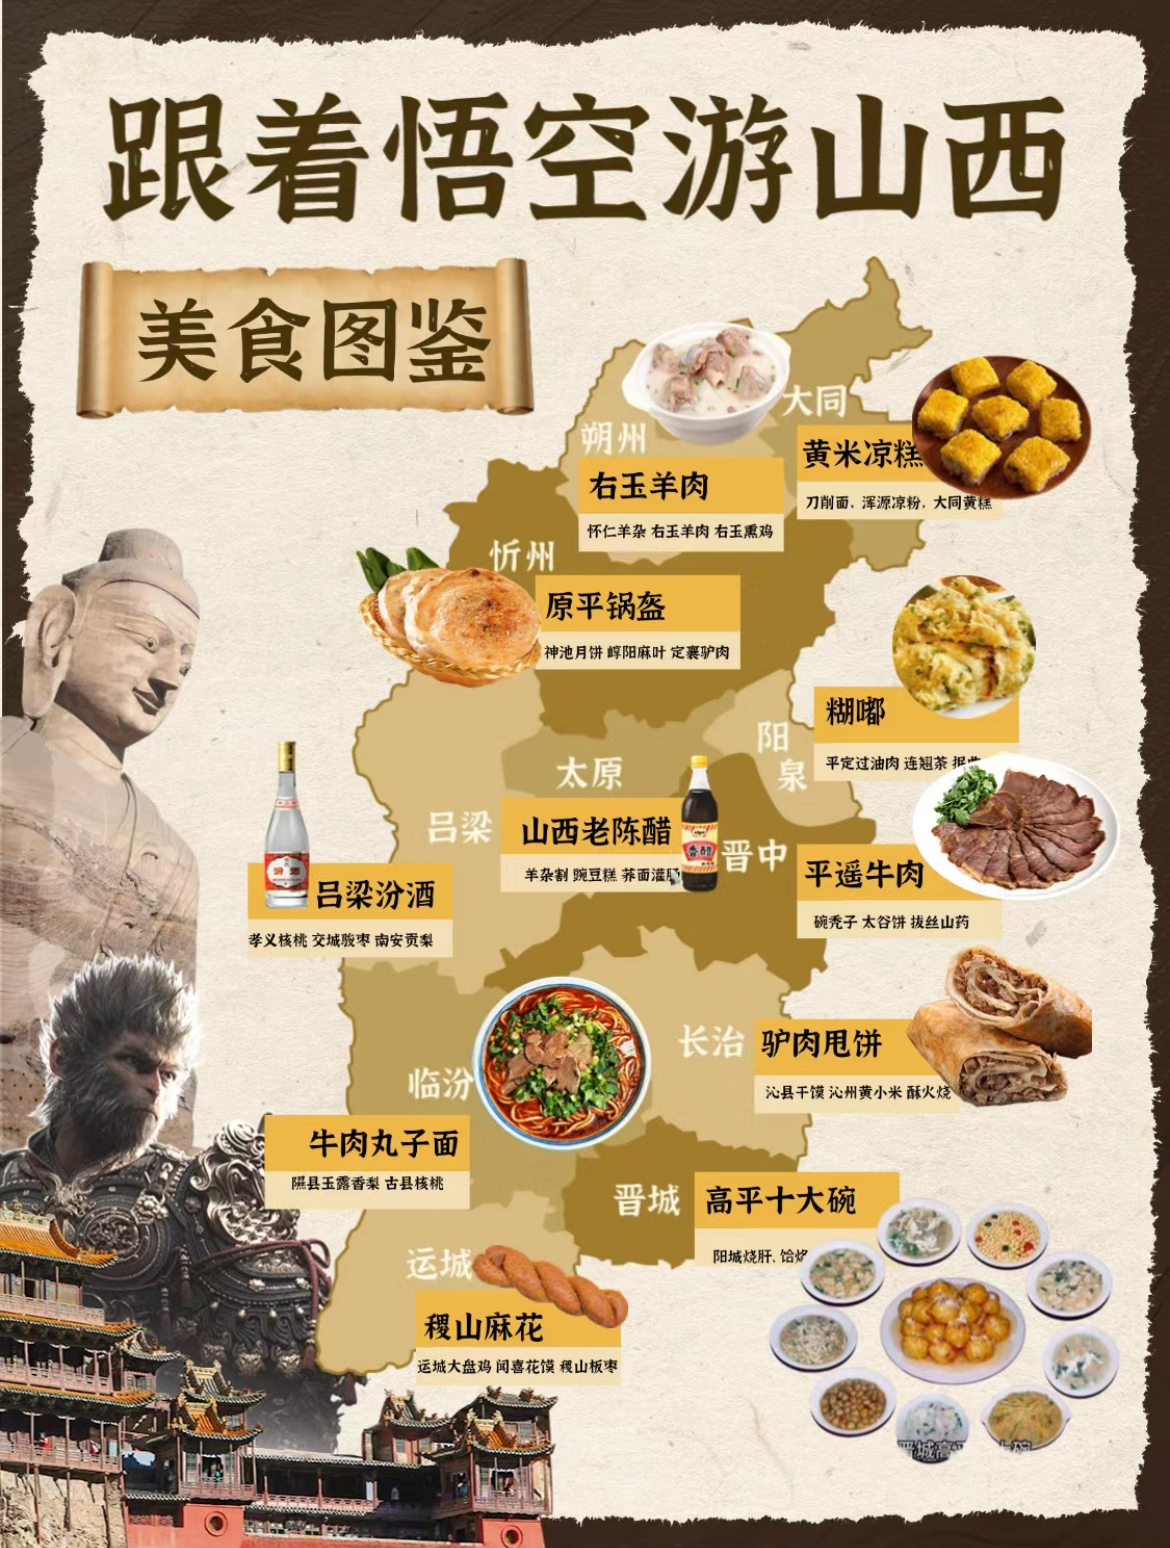 跟着悟空游山西
美食图鉴
大同
黄米凉糕
刀削面，浑源凉粉，大同黄糕
朔州
右玉羊肉
怀仁羊杂 右玉羊肉 右玉熏鸡
忻州
原平锅盔
神池月饼 崞阳麻叶 定襄驴肉
阳泉
糊嘟
平定过油肉 连翘茶
太原
山西老陈醋
羊杂割 豌豆糕 荞面灌肠
香醋
吕梁
汾酒
吕梁汾酒
孝义核桃 交城骏枣 南安贡梨
晋中
平遥牛肉
碗秃子 太谷饼 拔丝山药
长治
驴肉甩饼
沁县干馍 沁州黄小米 酥火烧
临汾
牛肉丸子面
隰县玉露香梨 古县核桃
晋城
高平十大碗
阳城烧肝、饸烙
运城
稷山麻花
运城大盘鸡 闻喜花馍 稷山板枣